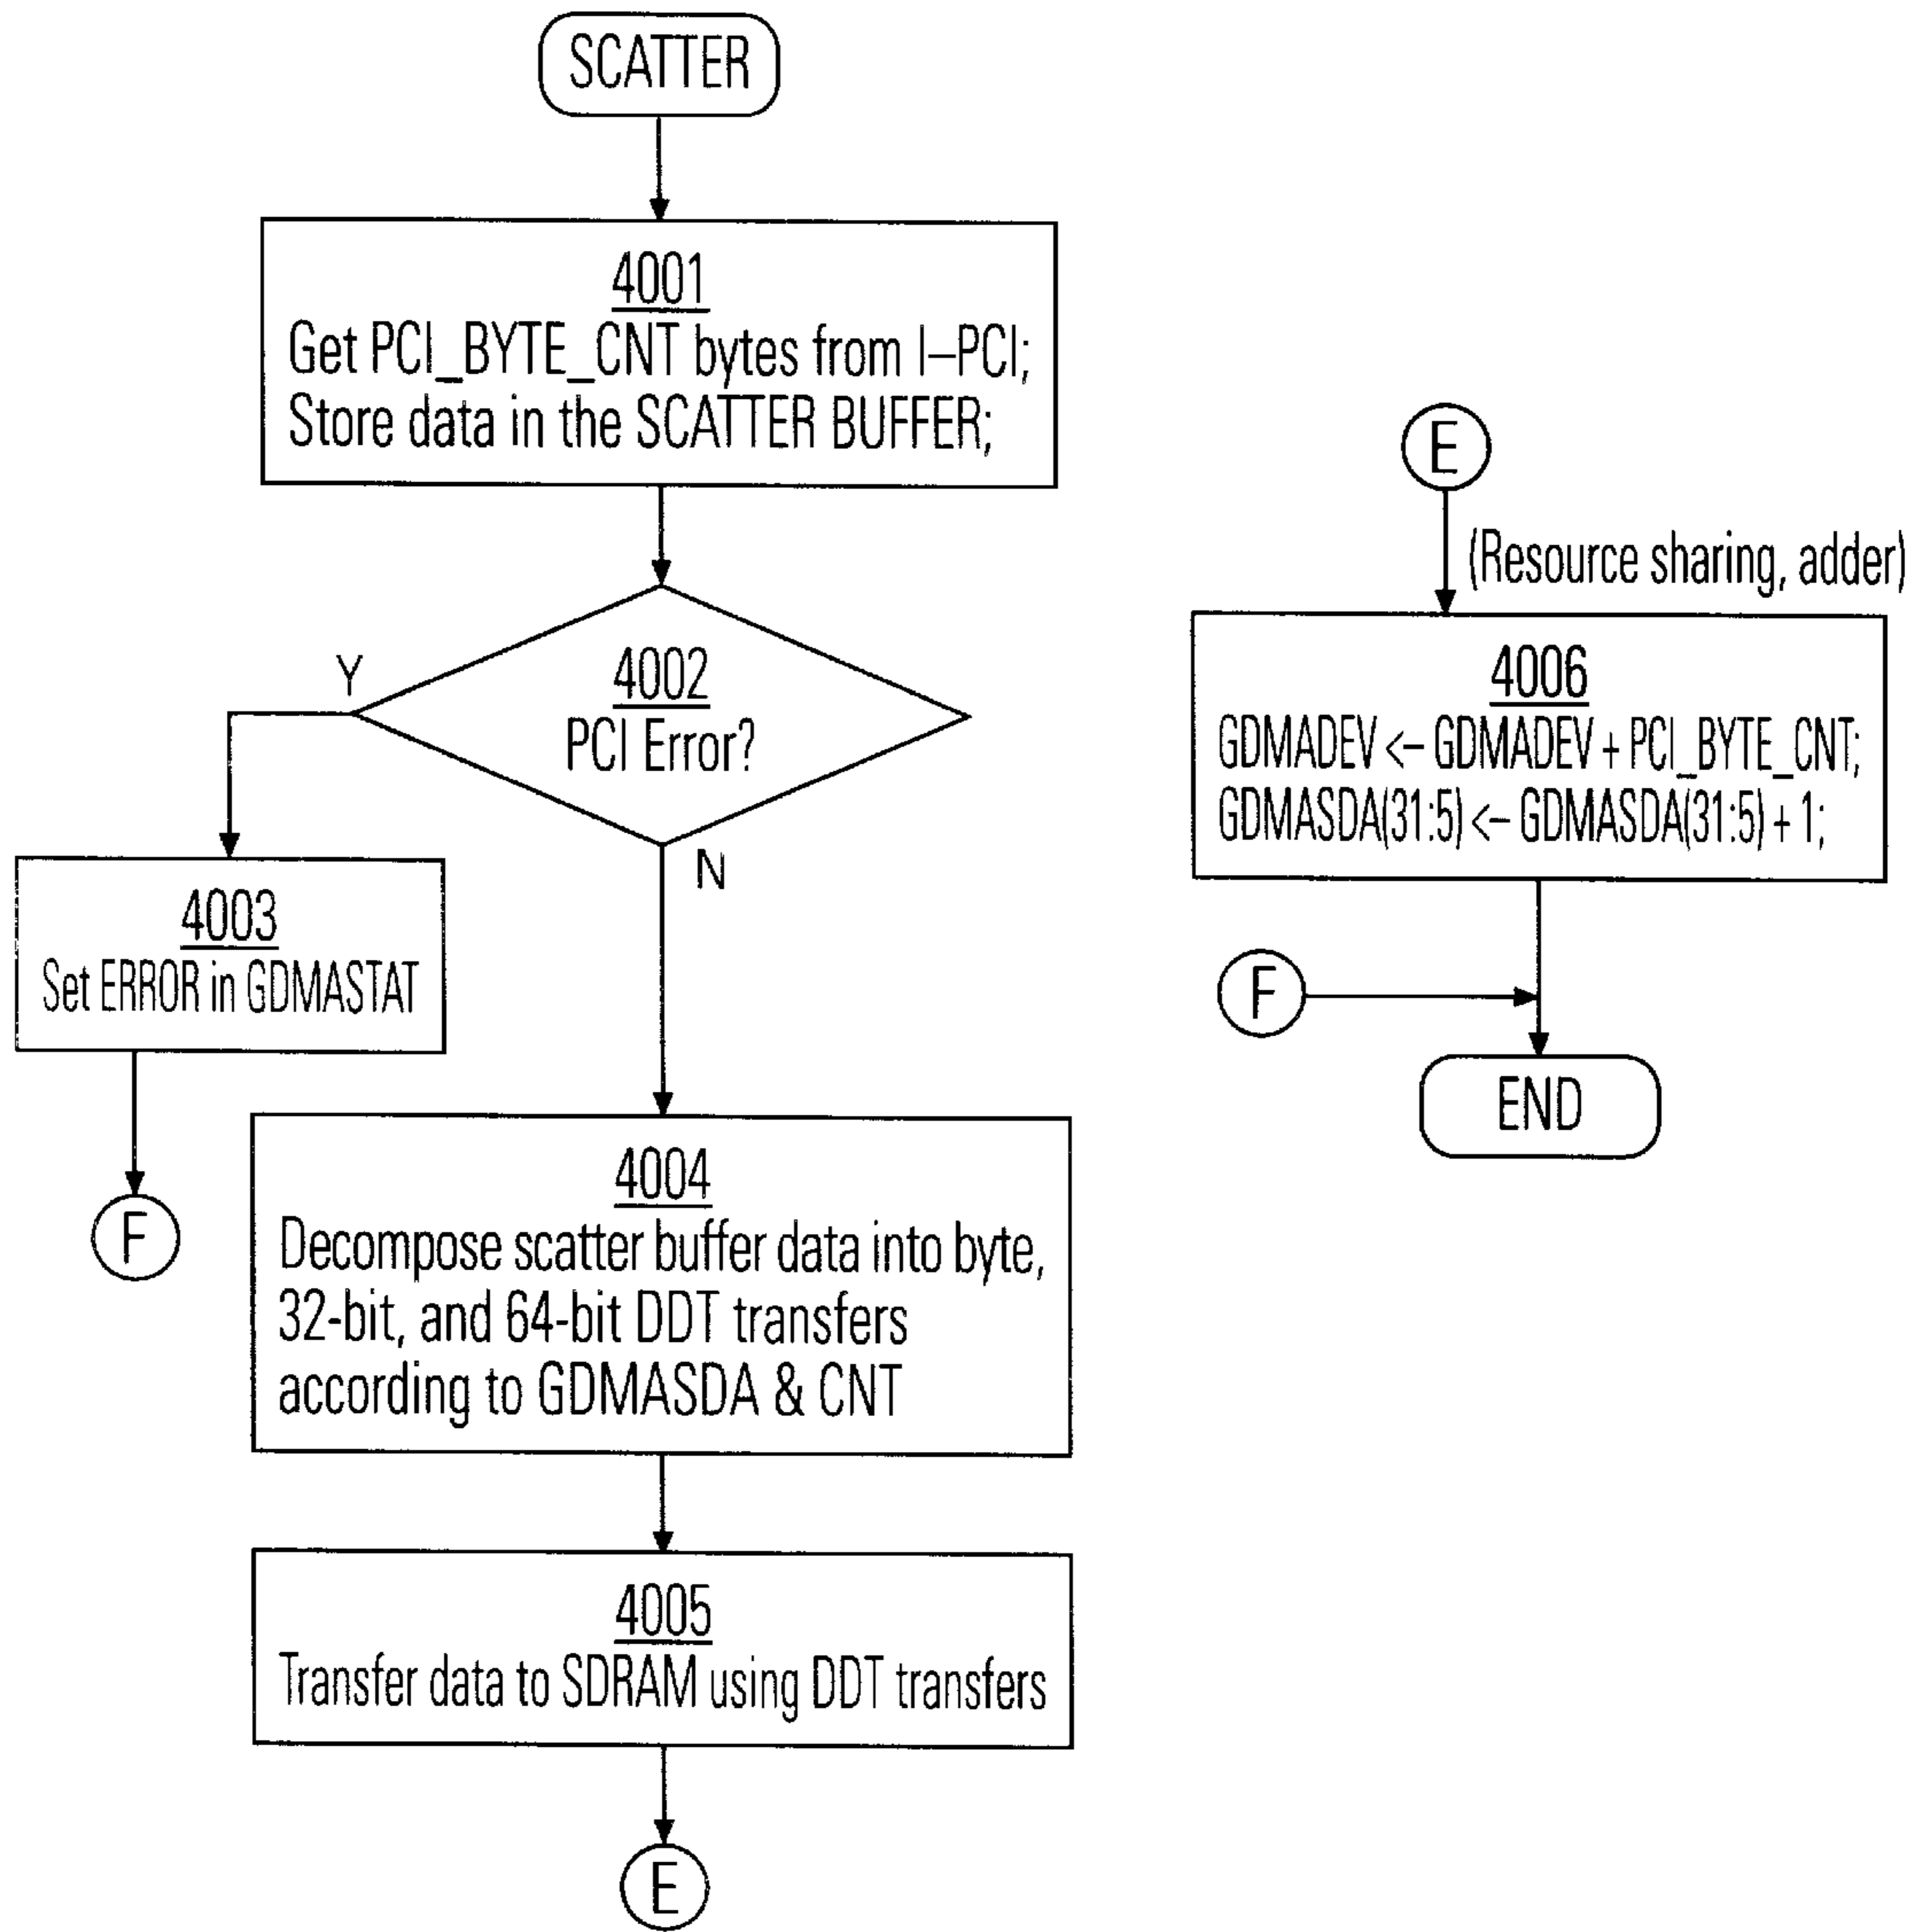 SCATTER
4001
Get PCI_BYTE_CNT bytes from I–PCI;
Store data in the SCATTER BUFFER;
4002
PCI Error?
Y
N
4003
Set ERROR in GDMASTAT
F
4004
Decompose scatter buffer data into byte,
32-bit, and 64-bit DDT transfers
according to GDMASDA & CNT
4005
Transfer data to SDRAM using DDT transfers
E
E
(Resource sharing, adder)
4006
GDMADEV <– GDMADEV + PCI_BYTE_CNT;
GDMASDA(31:5) <– GDMASDA(31:5) + 1;
F
END